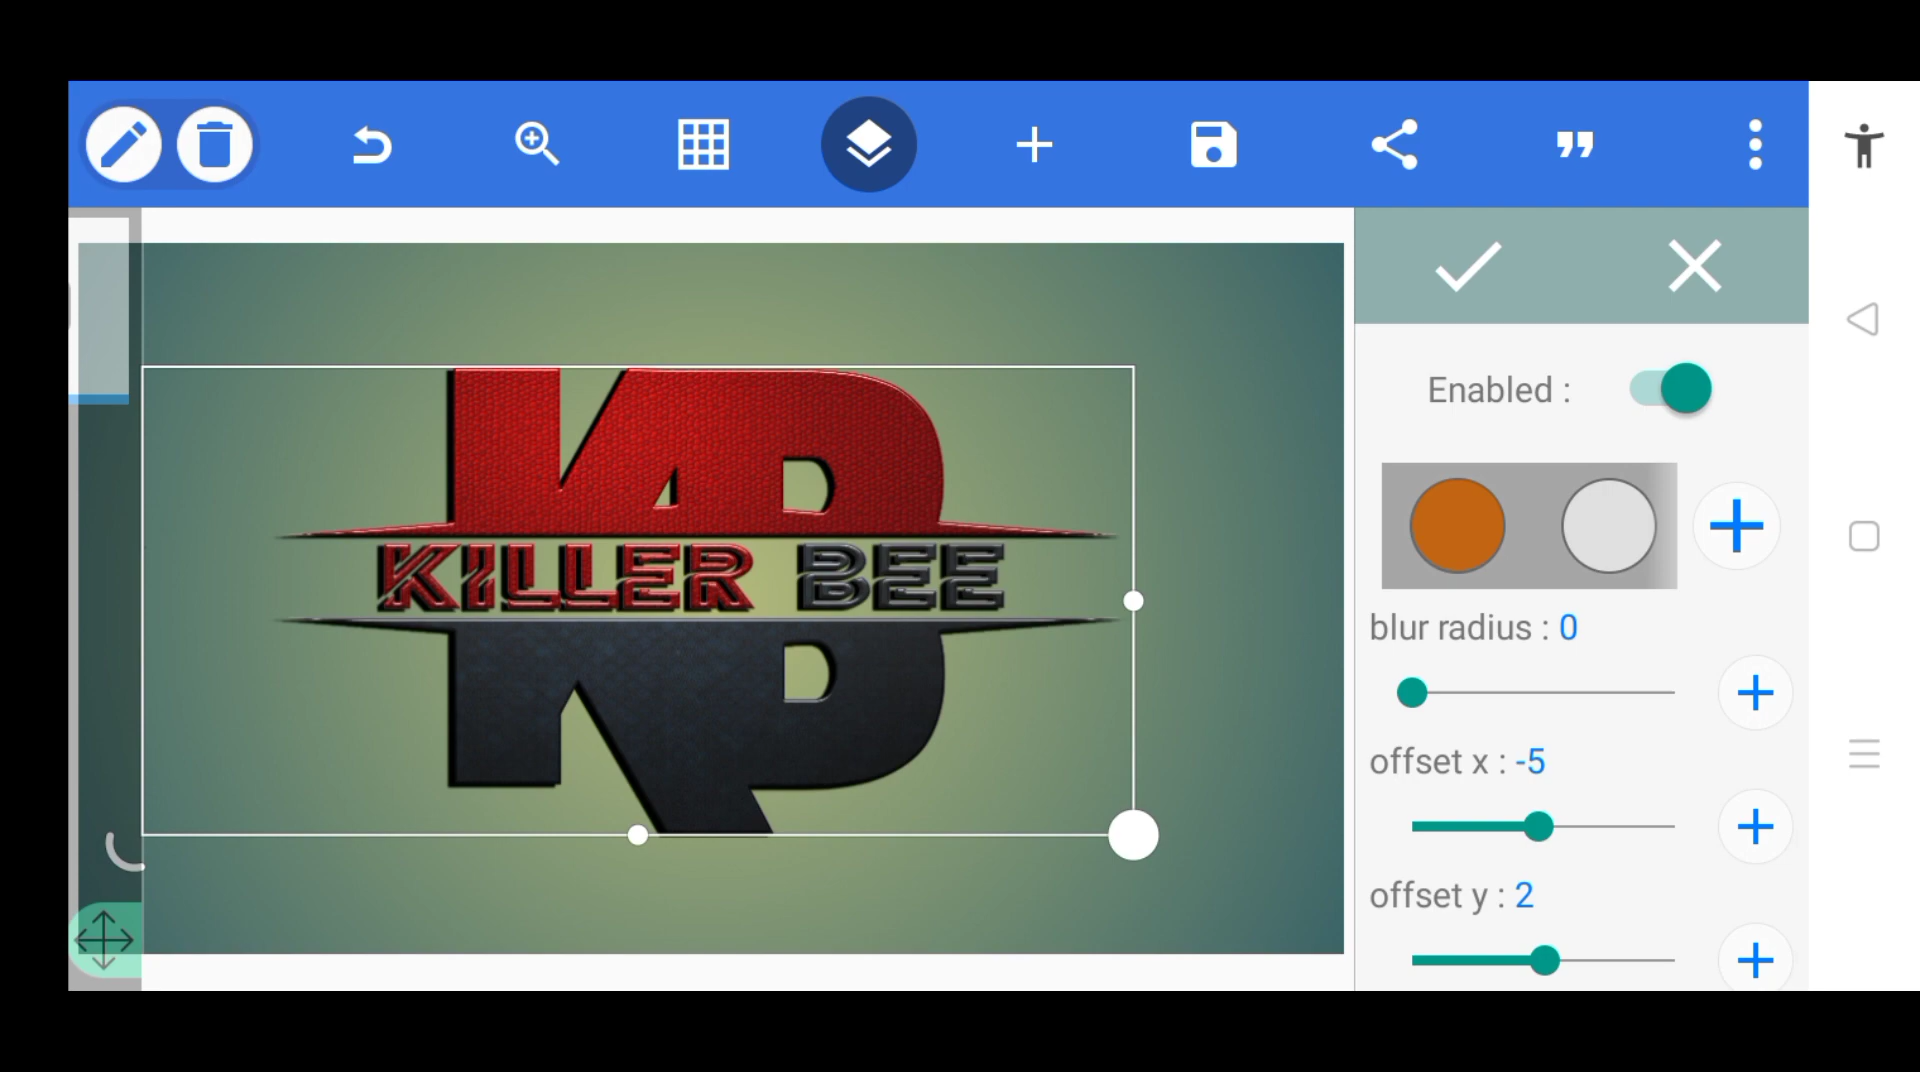 Enabled :
KILLER BEE
blur radius : 0
offset x : -5
offset y : 2